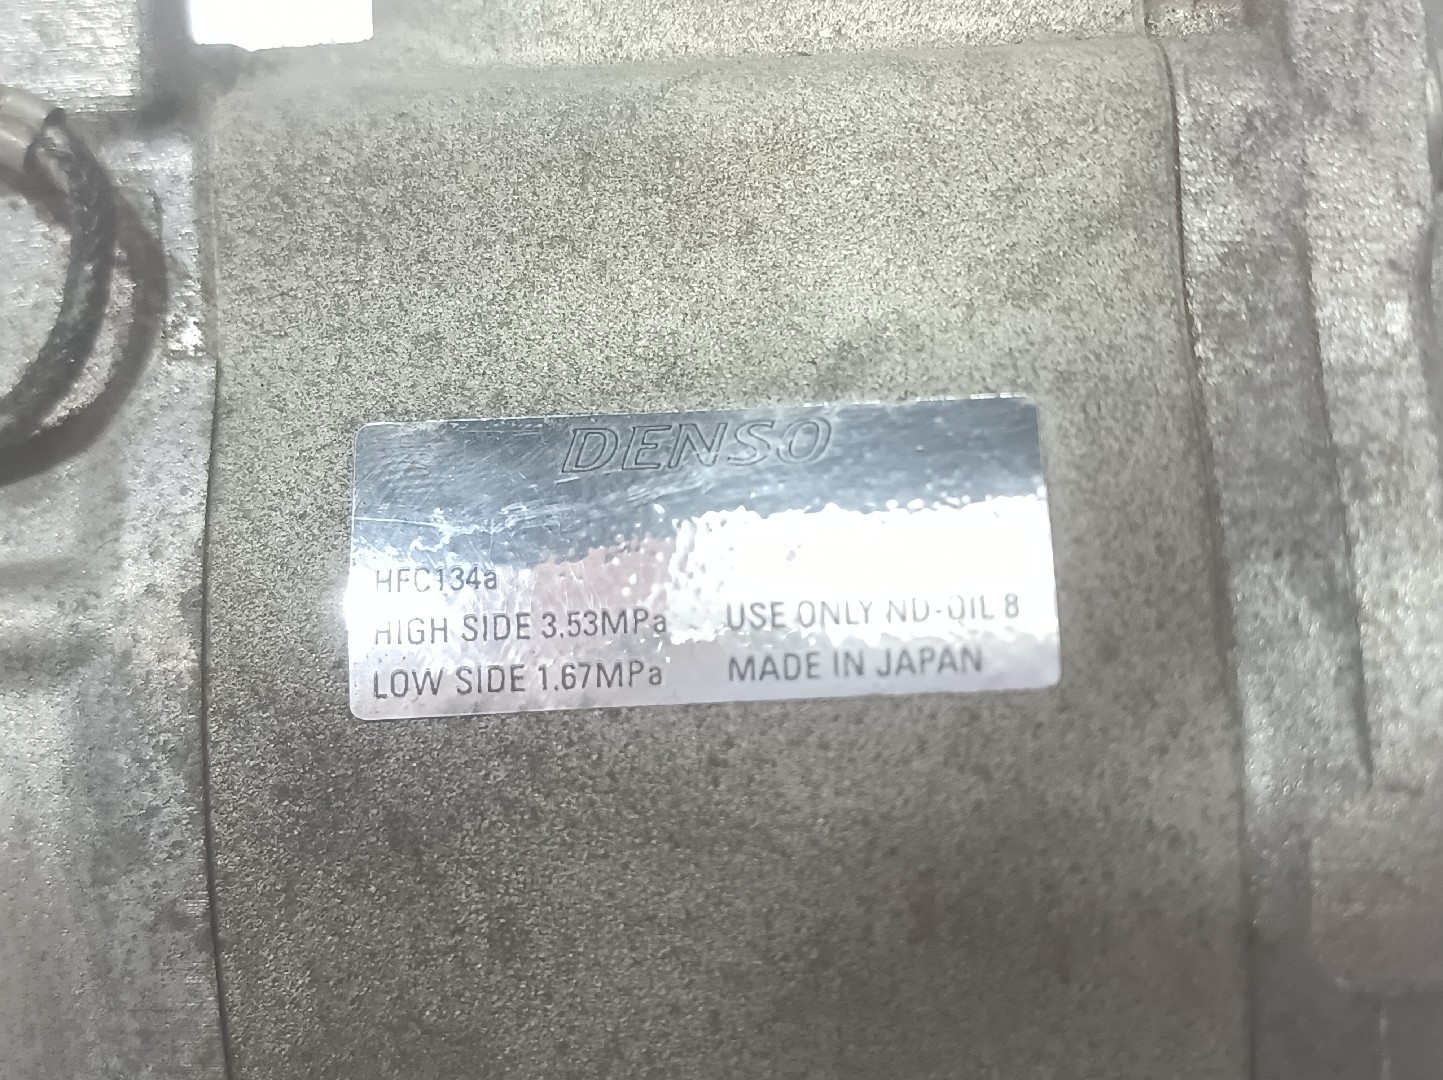 DENSO
HFC134a
HIGH SIDE 3.53MPa USE ONLY ND-OIL 8
LOW SIDE 1.67MPa MADE IN JAPAN